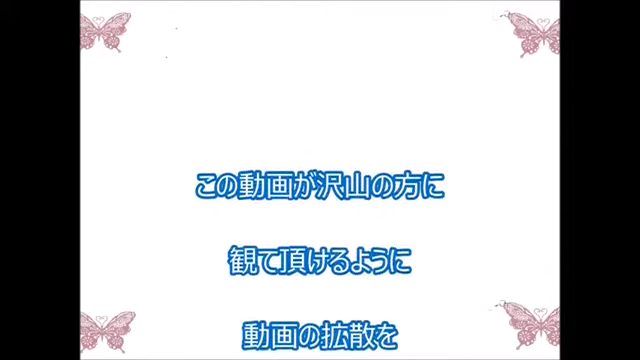 この動画が沢山の方に
観て頂けるように
動画の拡散を